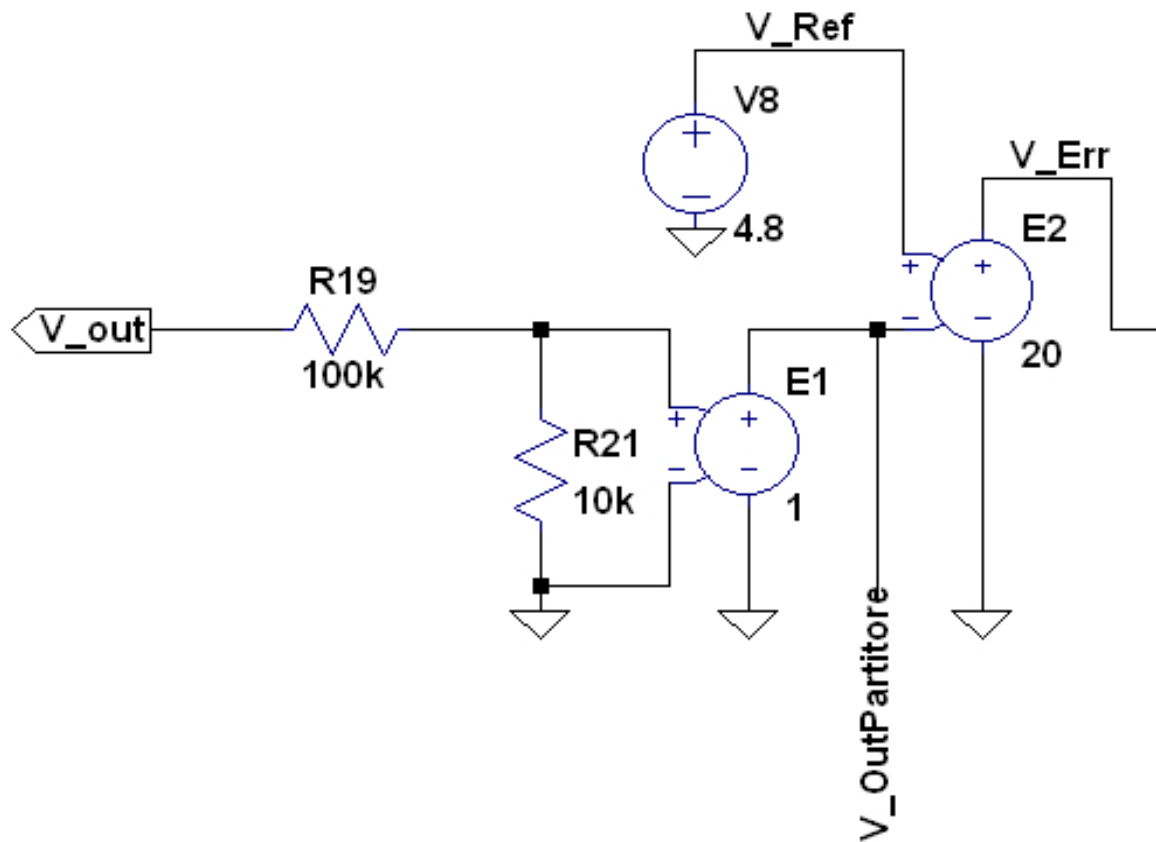 V_Ref
V8
V_Err
4.8
E2
R19
V_out
100k
20
E1
R21
10k
1
V_OutPartitore